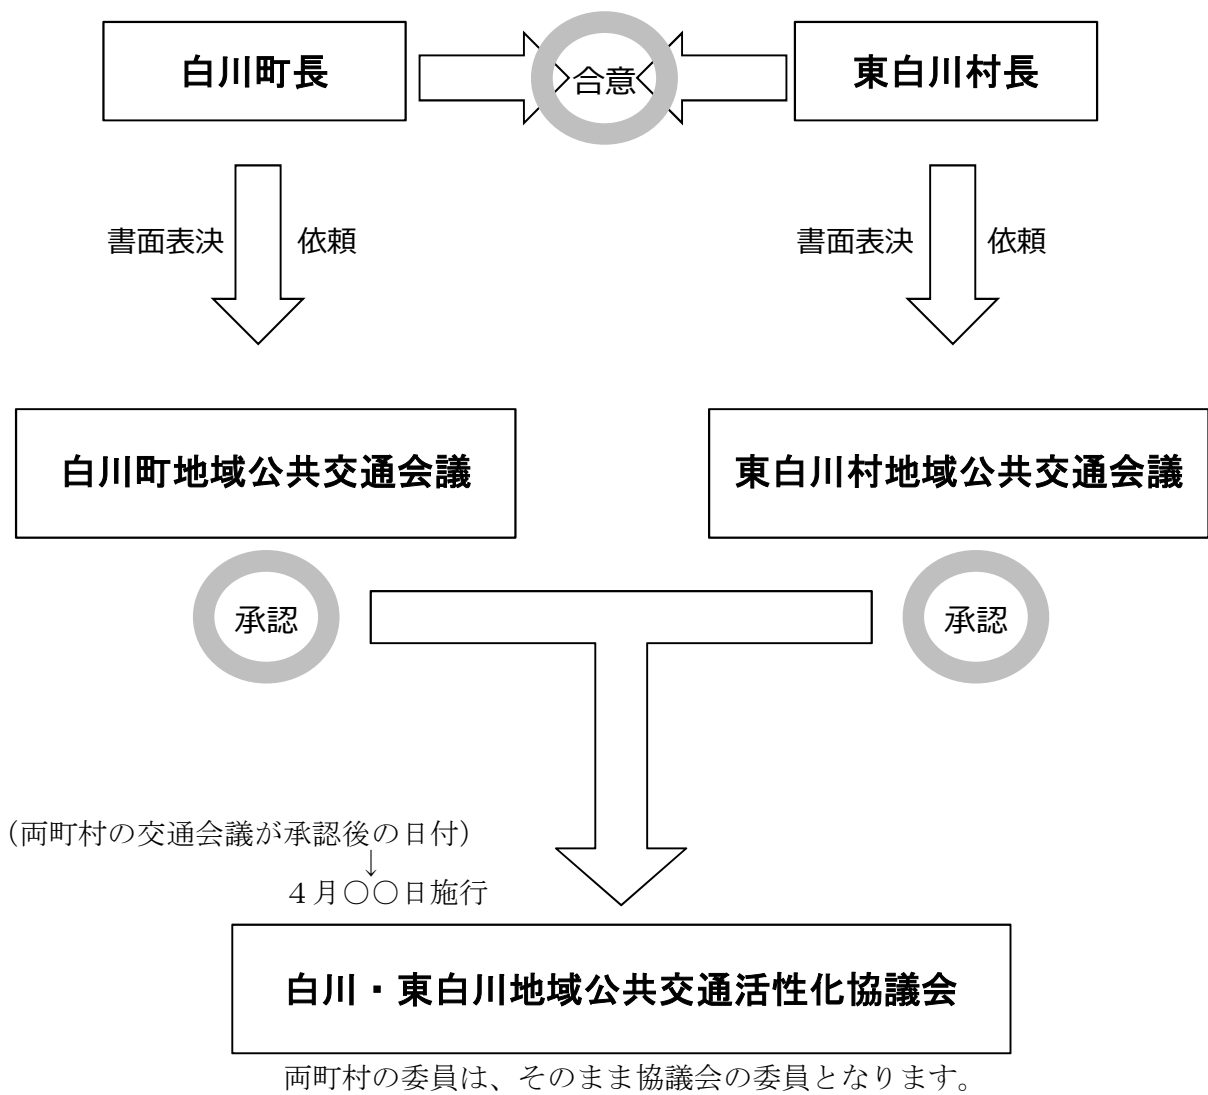 白川町長
合意
東白川村長
書面表決 依頼
書面表決 依頼
白川町地域公共交通会議
東白川村地域公共交通会議
承認
承認
（両町村の交通会議が承認後の日付）
↓
４月○○日施行
白川・東白川地域公共交通活性化協議会
両町村の委員は、そのまま協議会の委員となります。